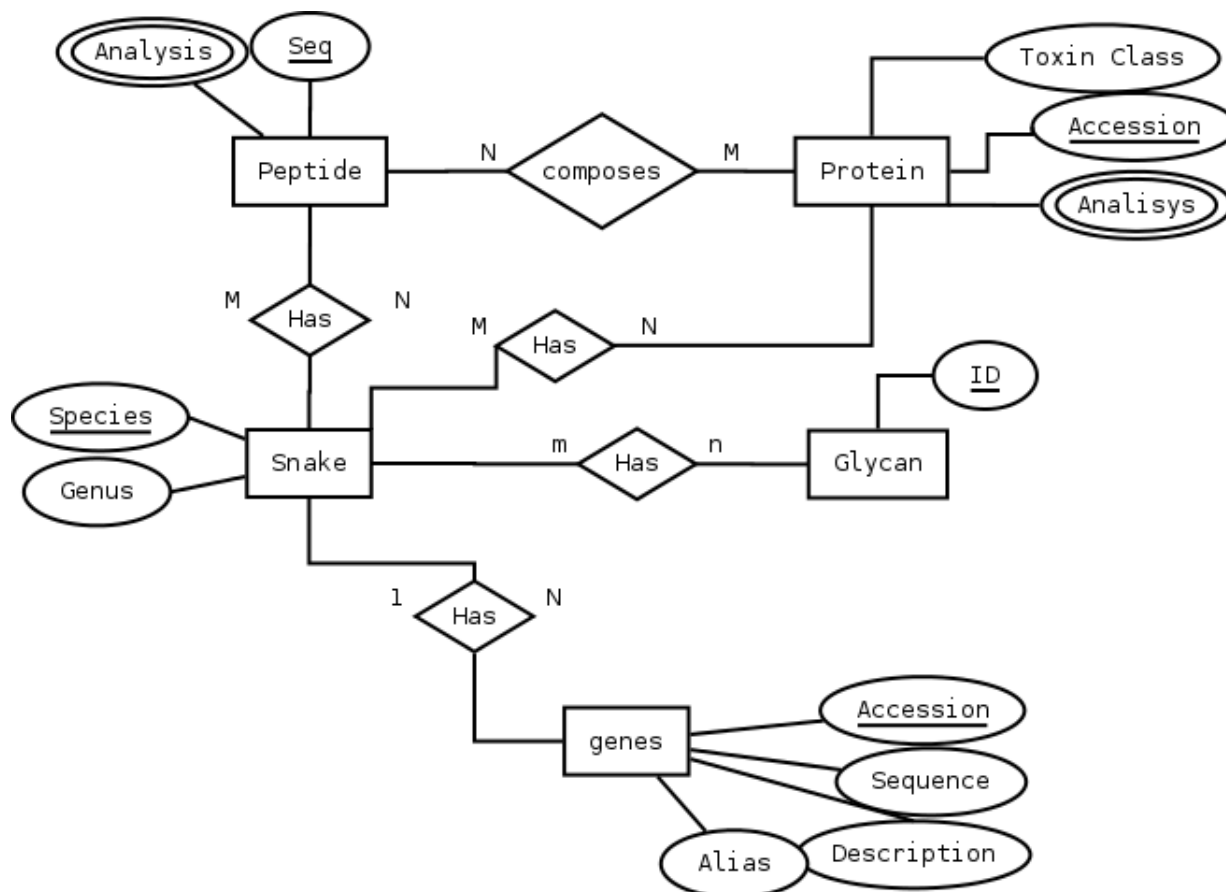 Analysis
Seq
Toxin Class
Accession
Peptide
N
composes
M
Protein
Analisys
M
Has
N
M
Has
N
ID
Species
Snake
m
Has
n
Glycan
Genus
1
Has
N
genes
Accession
Sequence
Description
Alias